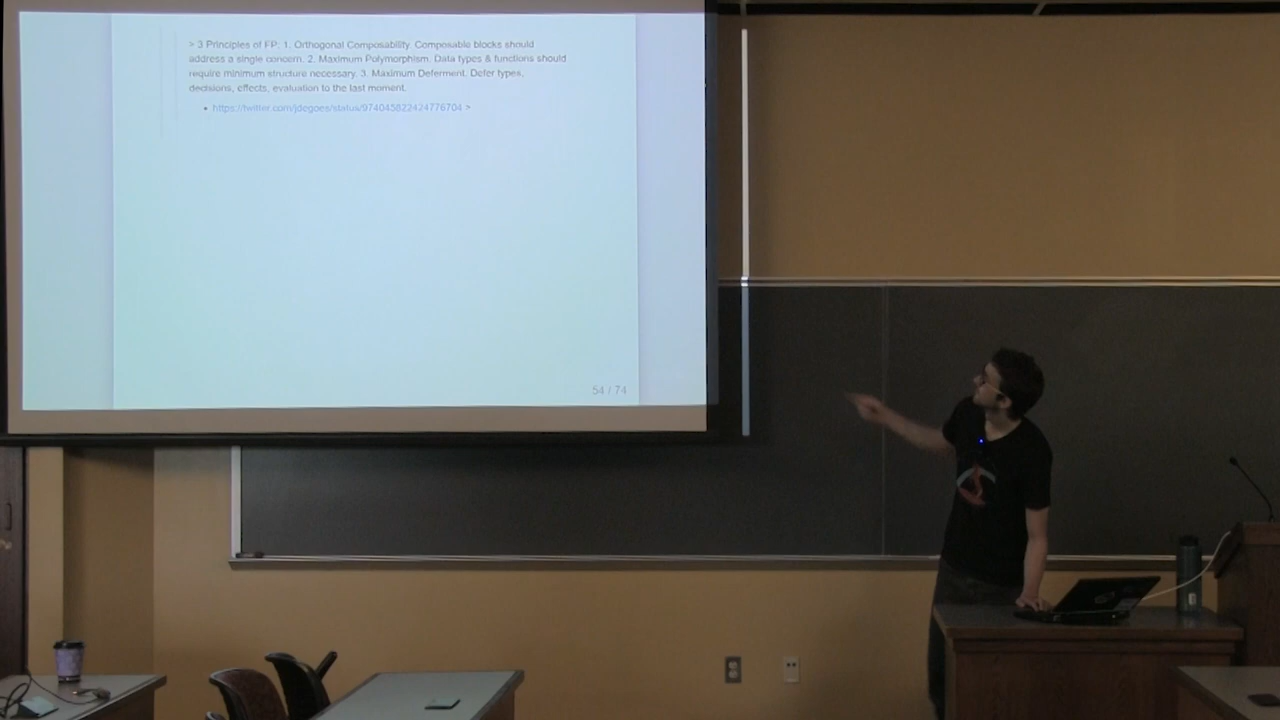 > 3 Principles of FP: 1. Orthogonal Composability. Composable blocks should
address a single concern. 2. Maximum Polymorphism. Data types & functions should
require minimum structure necessary. 3. Maximum Deferment. Defer types,
decisions, effects, evaluation to the last moment.
• https://twitter.com/jdegoes/status/974045822424776704 >
54 / 74